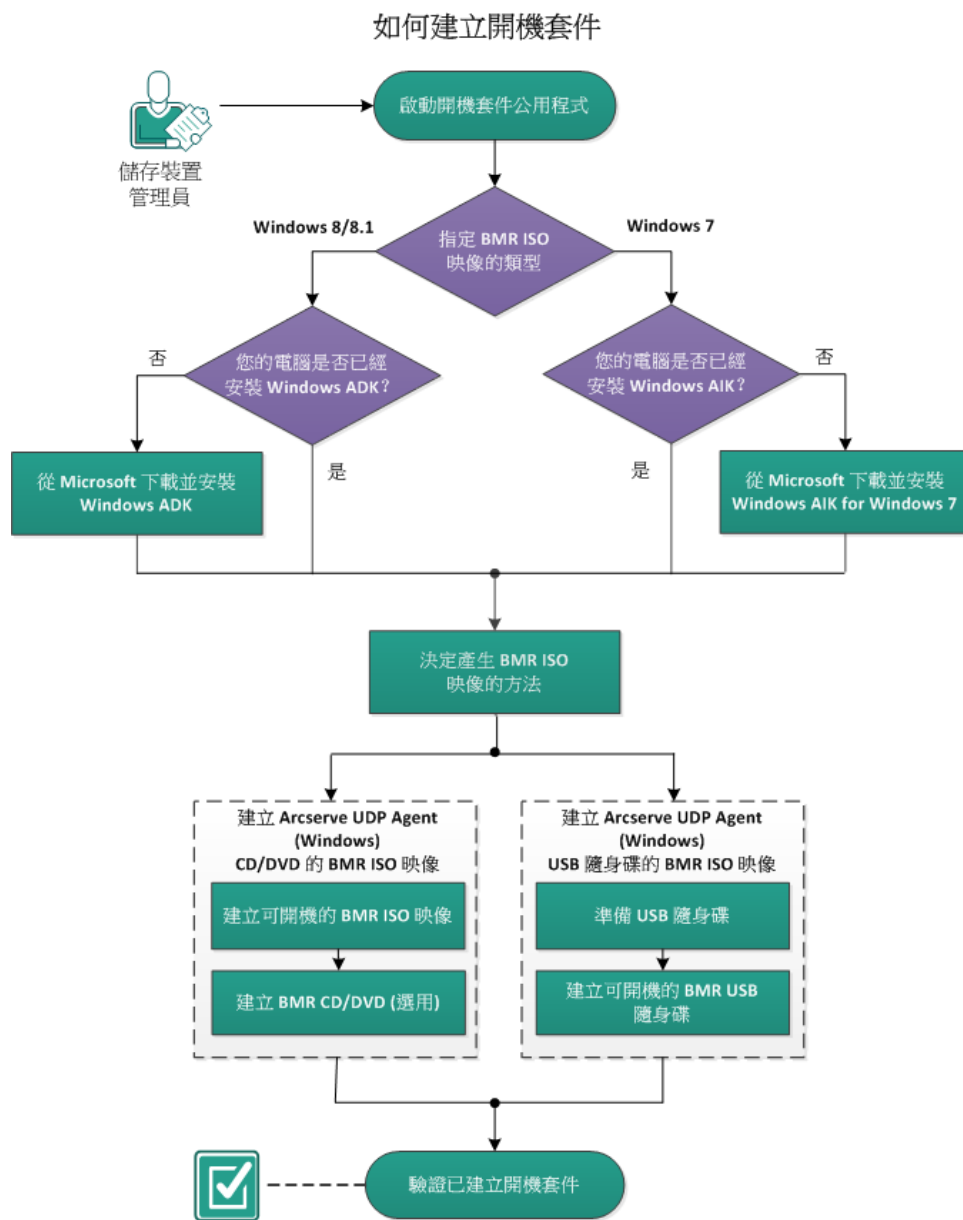 如何建立開機套件
啟動開機套件公用程式
儲存裝置
管理員
Windows 8/8.1
Windows 7
指定 BMR ISO
映像的類型
否
您的電腦是否已經
安裝 Windows ADK?
您的電腦是否已經
安裝 Windows AIK?
否
從 Microsoft 下載並安裝
Windows ADK
是
是
從 Microsoft 下載並安裝
Windows AIK for Windows 7
決定產生 BMR ISO
映像的方法
建立 Arcserve UDP Agent
(Windows)
CD/DVD 的 BMR ISO 映像
建立可開機的 BMR ISO 映像
建立 BMR CD/DVD (選用)
建立 Arcserve UDP Agent
(Windows)
USB 隨身碟的 BMR ISO 映像
準備 USB 隨身碟
建立可開機的 BMR USB
隨身碟
驗證已建立開機套件